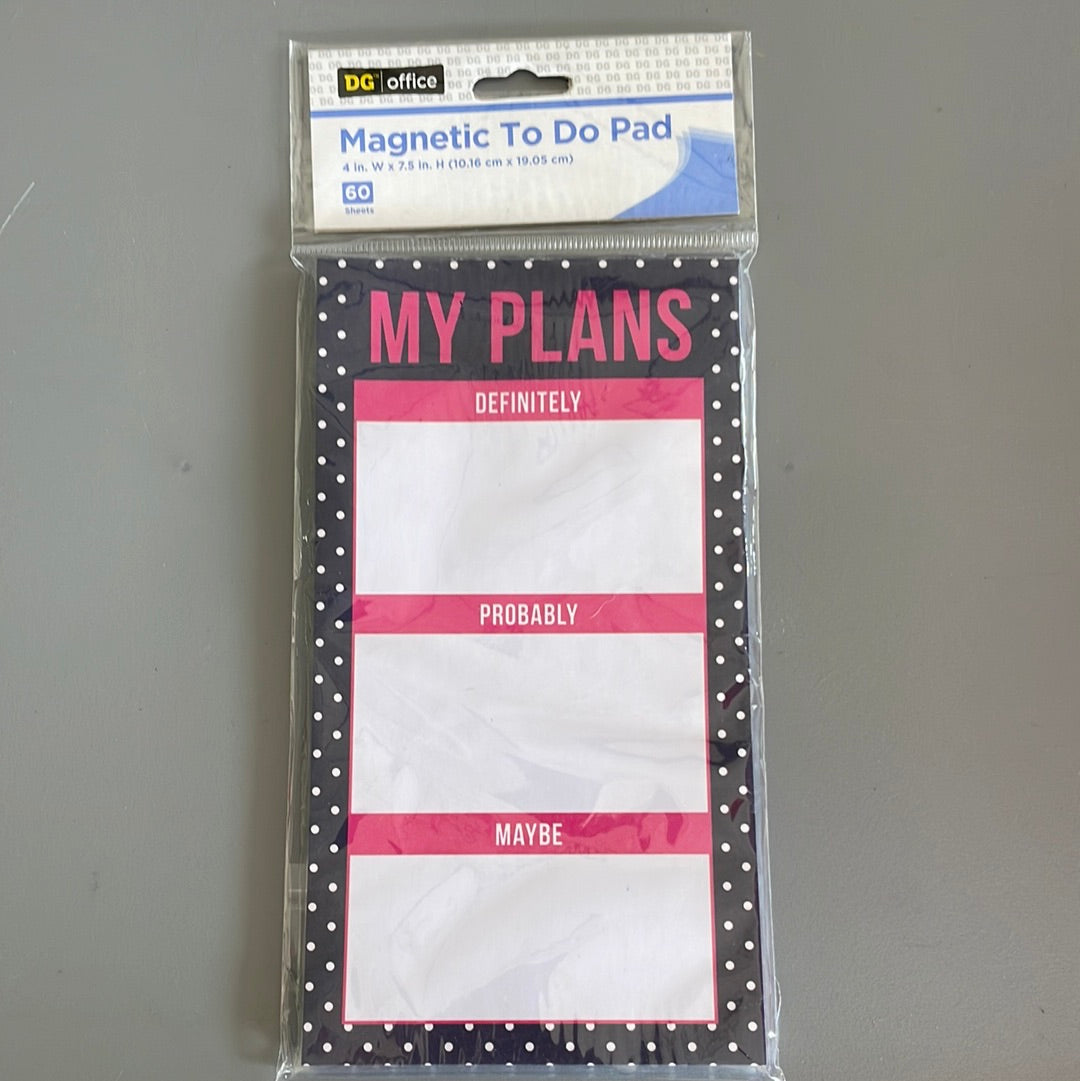 DG™ office
Magnetic To Do Pad
4 in. W x 7.5 in. H (10.16 cm x 19.05 cm)
60
Sheets
MY PLANS
DEFINITELY
PROBABLY
MAYBE